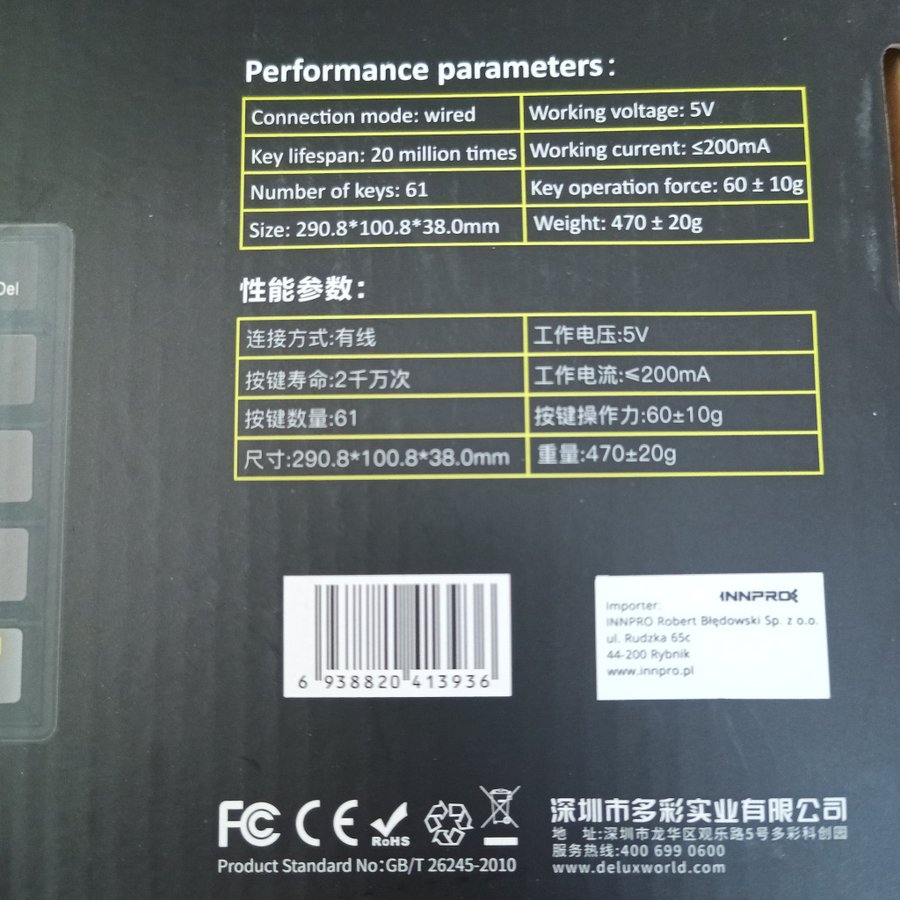 Performance parameters:
Connection mode: wired
Working voltage: 5V
Key lifespan: 20 million times
Working current: ≤200mA
Number of keys: 61
Key operation force: 60 ± 10g
Size: 290.8*100.8*38.0mm
Weight: 470 ± 20g
Del
性能参数:
连接方式:有线
工作电压:5V
按键寿命:2千万次
工作电流:≤200mA
按键数量:61
按键操作力:60±10g
尺寸:290.8*100.8*38.0mm
重量:470±20g
6 938820 413936
INNPRO
Importer:
INNPRO Robert Błędowski Sp. z o.o.
ul. Rudzka 65c
44-200 Rybnik
www.innpro.pl
FC CE RoHS
Product Standard No:GB/T 26245-2010
深圳市多彩实业有限公司
地 址:深圳市龙华区观乐路5号多彩科创园
服务热线:400 699 0600
www.deluxworld.com